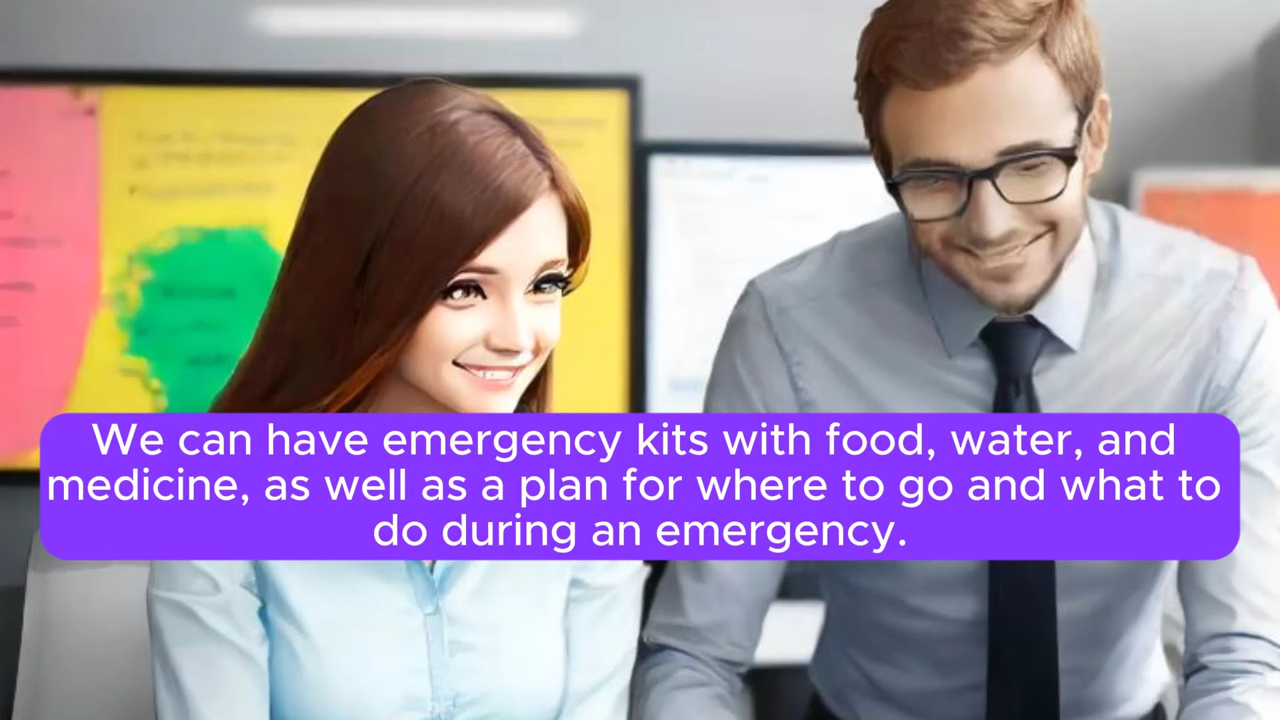 We can have emergency kits with food, water, and
medicine, as well as a plan for where to go and what to
do during an emergency.